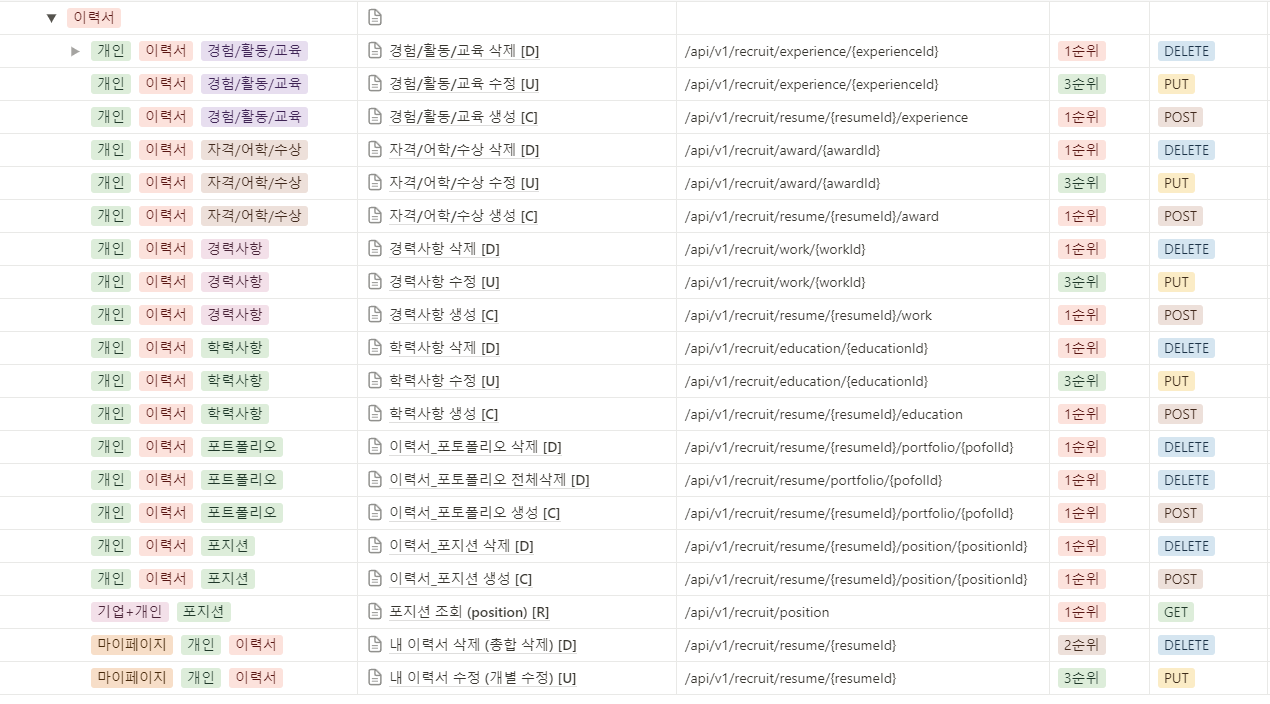 이력서
개인 이력서 경험/활동/교육 경험/활동/교육 삭제 [D] /api/v1/recruit/experience/{experienceId} 1순위 DELETE
개인 이력서 경험/활동/교육 경험/활동/교육 수정 [U] /api/v1/recruit/experience/{experienceId} 3순위 PUT
개인 이력서 경험/활동/교육 경험/활동/교육 생성 [C] /api/v1/recruit/resume/{resumeId}/experience 1순위 POST
개인 이력서 자격/어학/수상 자격/어학/수상 삭제 [D] /api/v1/recruit/award/{awardId} 1순위 DELETE
개인 이력서 자격/어학/수상 자격/어학/수상 수정 [U] /api/v1/recruit/award/{awardId} 3순위 PUT
개인 이력서 자격/어학/수상 자격/어학/수상 생성 [C] /api/v1/recruit/resume/{resumeId}/award 1순위 POST
개인 이력서 경력사항 경력사항 삭제 [D] /api/v1/recruit/work/{workId} 1순위 DELETE
개인 이력서 경력사항 경력사항 수정 [U] /api/v1/recruit/work/{workId} 3순위 PUT
개인 이력서 경력사항 경력사항 생성 [C] /api/v1/recruit/resume/{resumeId}/work 1순위 POST
개인 이력서 학력사항 학력사항 삭제 [D] /api/v1/recruit/education/{educationId} 1순위 DELETE
개인 이력서 학력사항 학력사항 수정 [U] /api/v1/recruit/education/{educationId} 3순위 PUT
개인 이력서 학력사항 학력사항 생성 [C] /api/v1/recruit/resume/{resumeId}/education 1순위 POST
개인 이력서 포트폴리오 이력서_포토폴리오 삭제 [D] /api/v1/recruit/resume/{resumeId}/portfolio/{pofolId} 1순위 DELETE
개인 이력서 포트폴리오 이력서_포토폴리오 전체삭제 [D] /api/v1/recruit/resume/portfolio/{pofolId} 1순위 DELETE
개인 이력서 포트폴리오 이력서_포토폴리오 생성 [C] /api/v1/recruit/resume/{resumeId}/portfolio/{pofolId} 1순위 POST
개인 이력서 포지션 이력서_포지션 삭제 [D] /api/v1/recruit/resume/{resumeId}/position/{positionId} 1순위 DELETE
개인 이력서 포지션 이력서_포지션 생성 [C] /api/v1/recruit/resume/{resumeId}/position/{positionId} 1순위 POST
기업+개인 포지션 포지션 조회 (position) [R] /api/v1/recruit/position 1순위 GET
마이페이지 개인 이력서 내 이력서 삭제 (종합 삭제) [D] /api/v1/recruit/resume/{resumeId} 2순위 DELETE
마이페이지 개인 이력서 내 이력서 수정 (개별 수정) [U] /api/v1/recruit/resume/{resumeId} 3순위 PUT